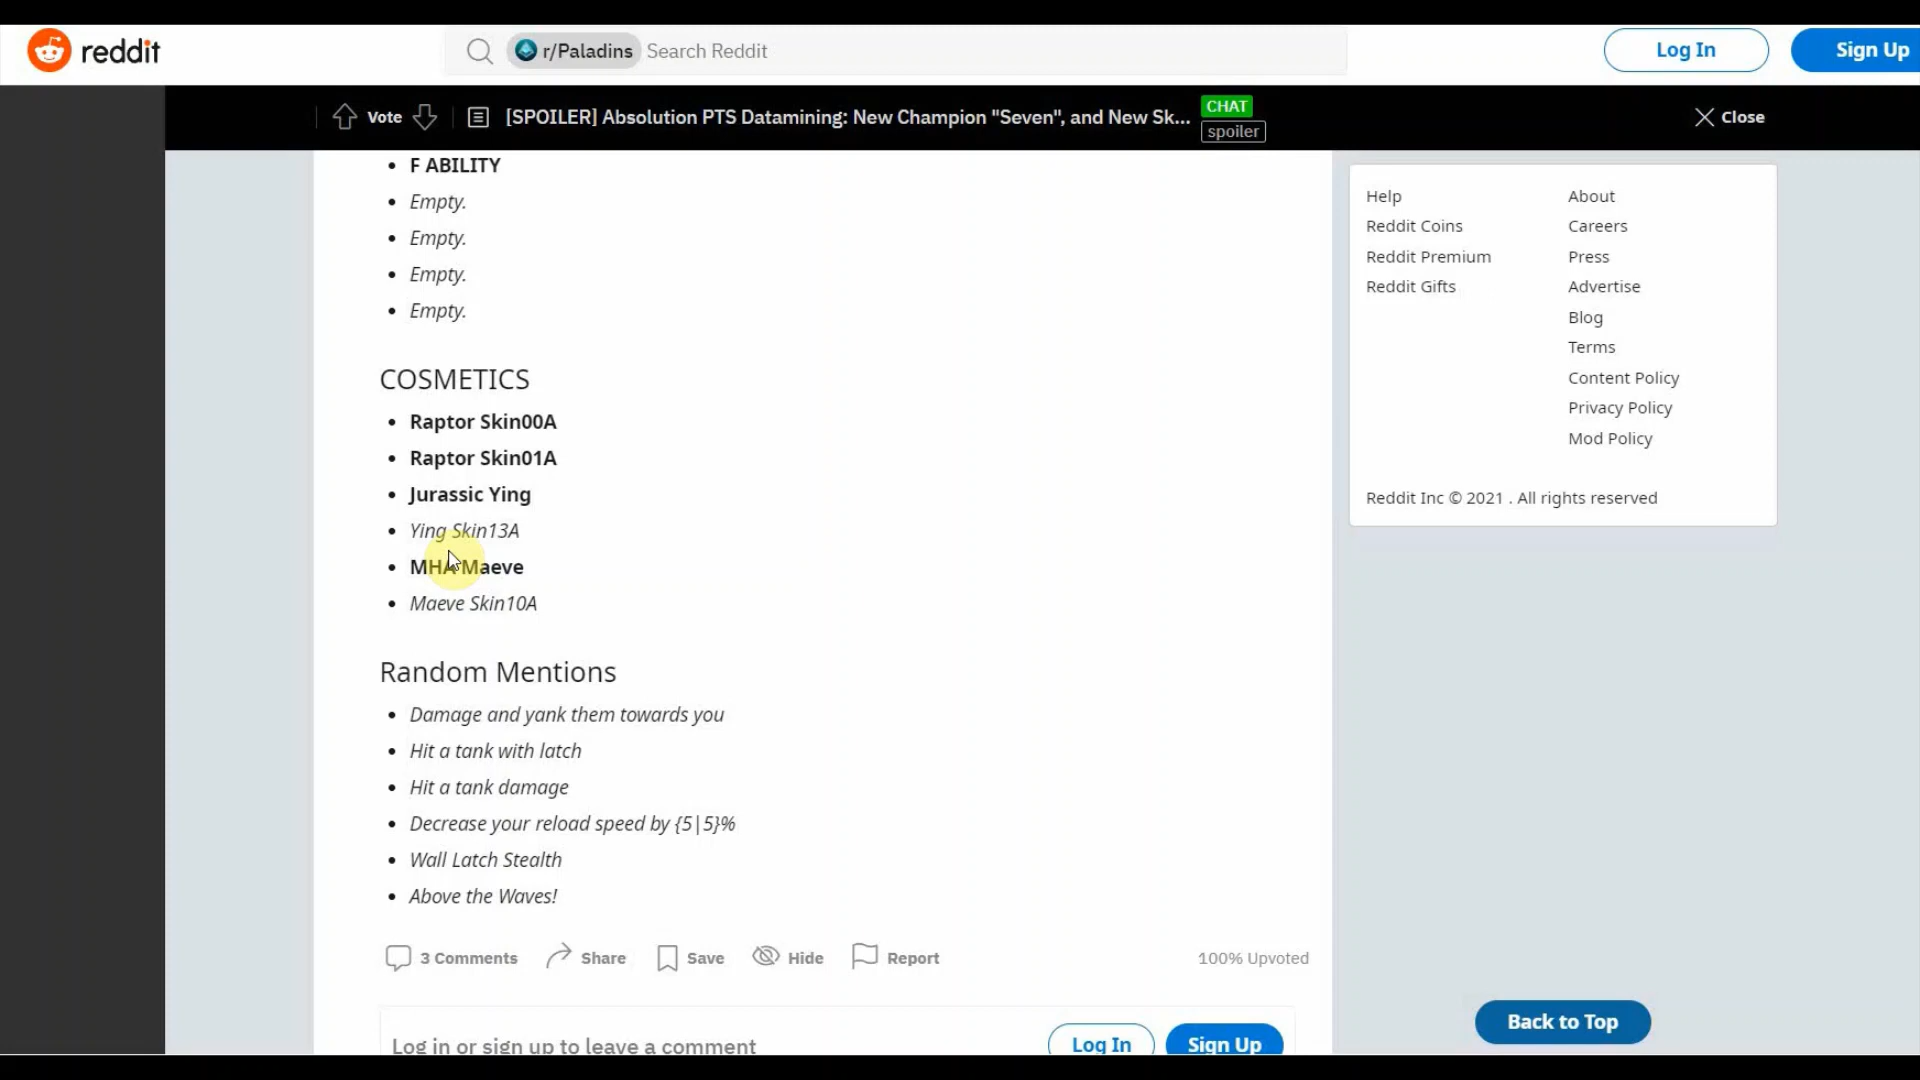 reddit
r/Paladins Search Reddit
Log In
Sign Up
Vote
[SPOILER] Absolution PTS Datamining: New Champion "Seven", and New Sk...
CHAT
spoiler
Close
F ABILITY
Empty.
Empty.
Empty.
Empty.
COSMETICS
Raptor Skin00A
Raptor Skin01A
Jurassic Ying
Ying Skin13A
MHA Maeve
Maeve Skin10A
Random Mentions
Damage and yank them towards you
Hit a tank with latch
Hit a tank damage
Decrease your reload speed by {5|5}%
Wall Latch Stealth
Above the Waves!
3 Comments Share Save Hide Report 100% Upvoted
Log in or sign up to leave a comment
Log In Sign Up
Help
Reddit Coins
Reddit Premium
Reddit Gifts
About
Careers
Press
Advertise
Blog
Terms
Content Policy
Privacy Policy
Mod Policy
Reddit Inc © 2021 . All rights reserved
Back to Top